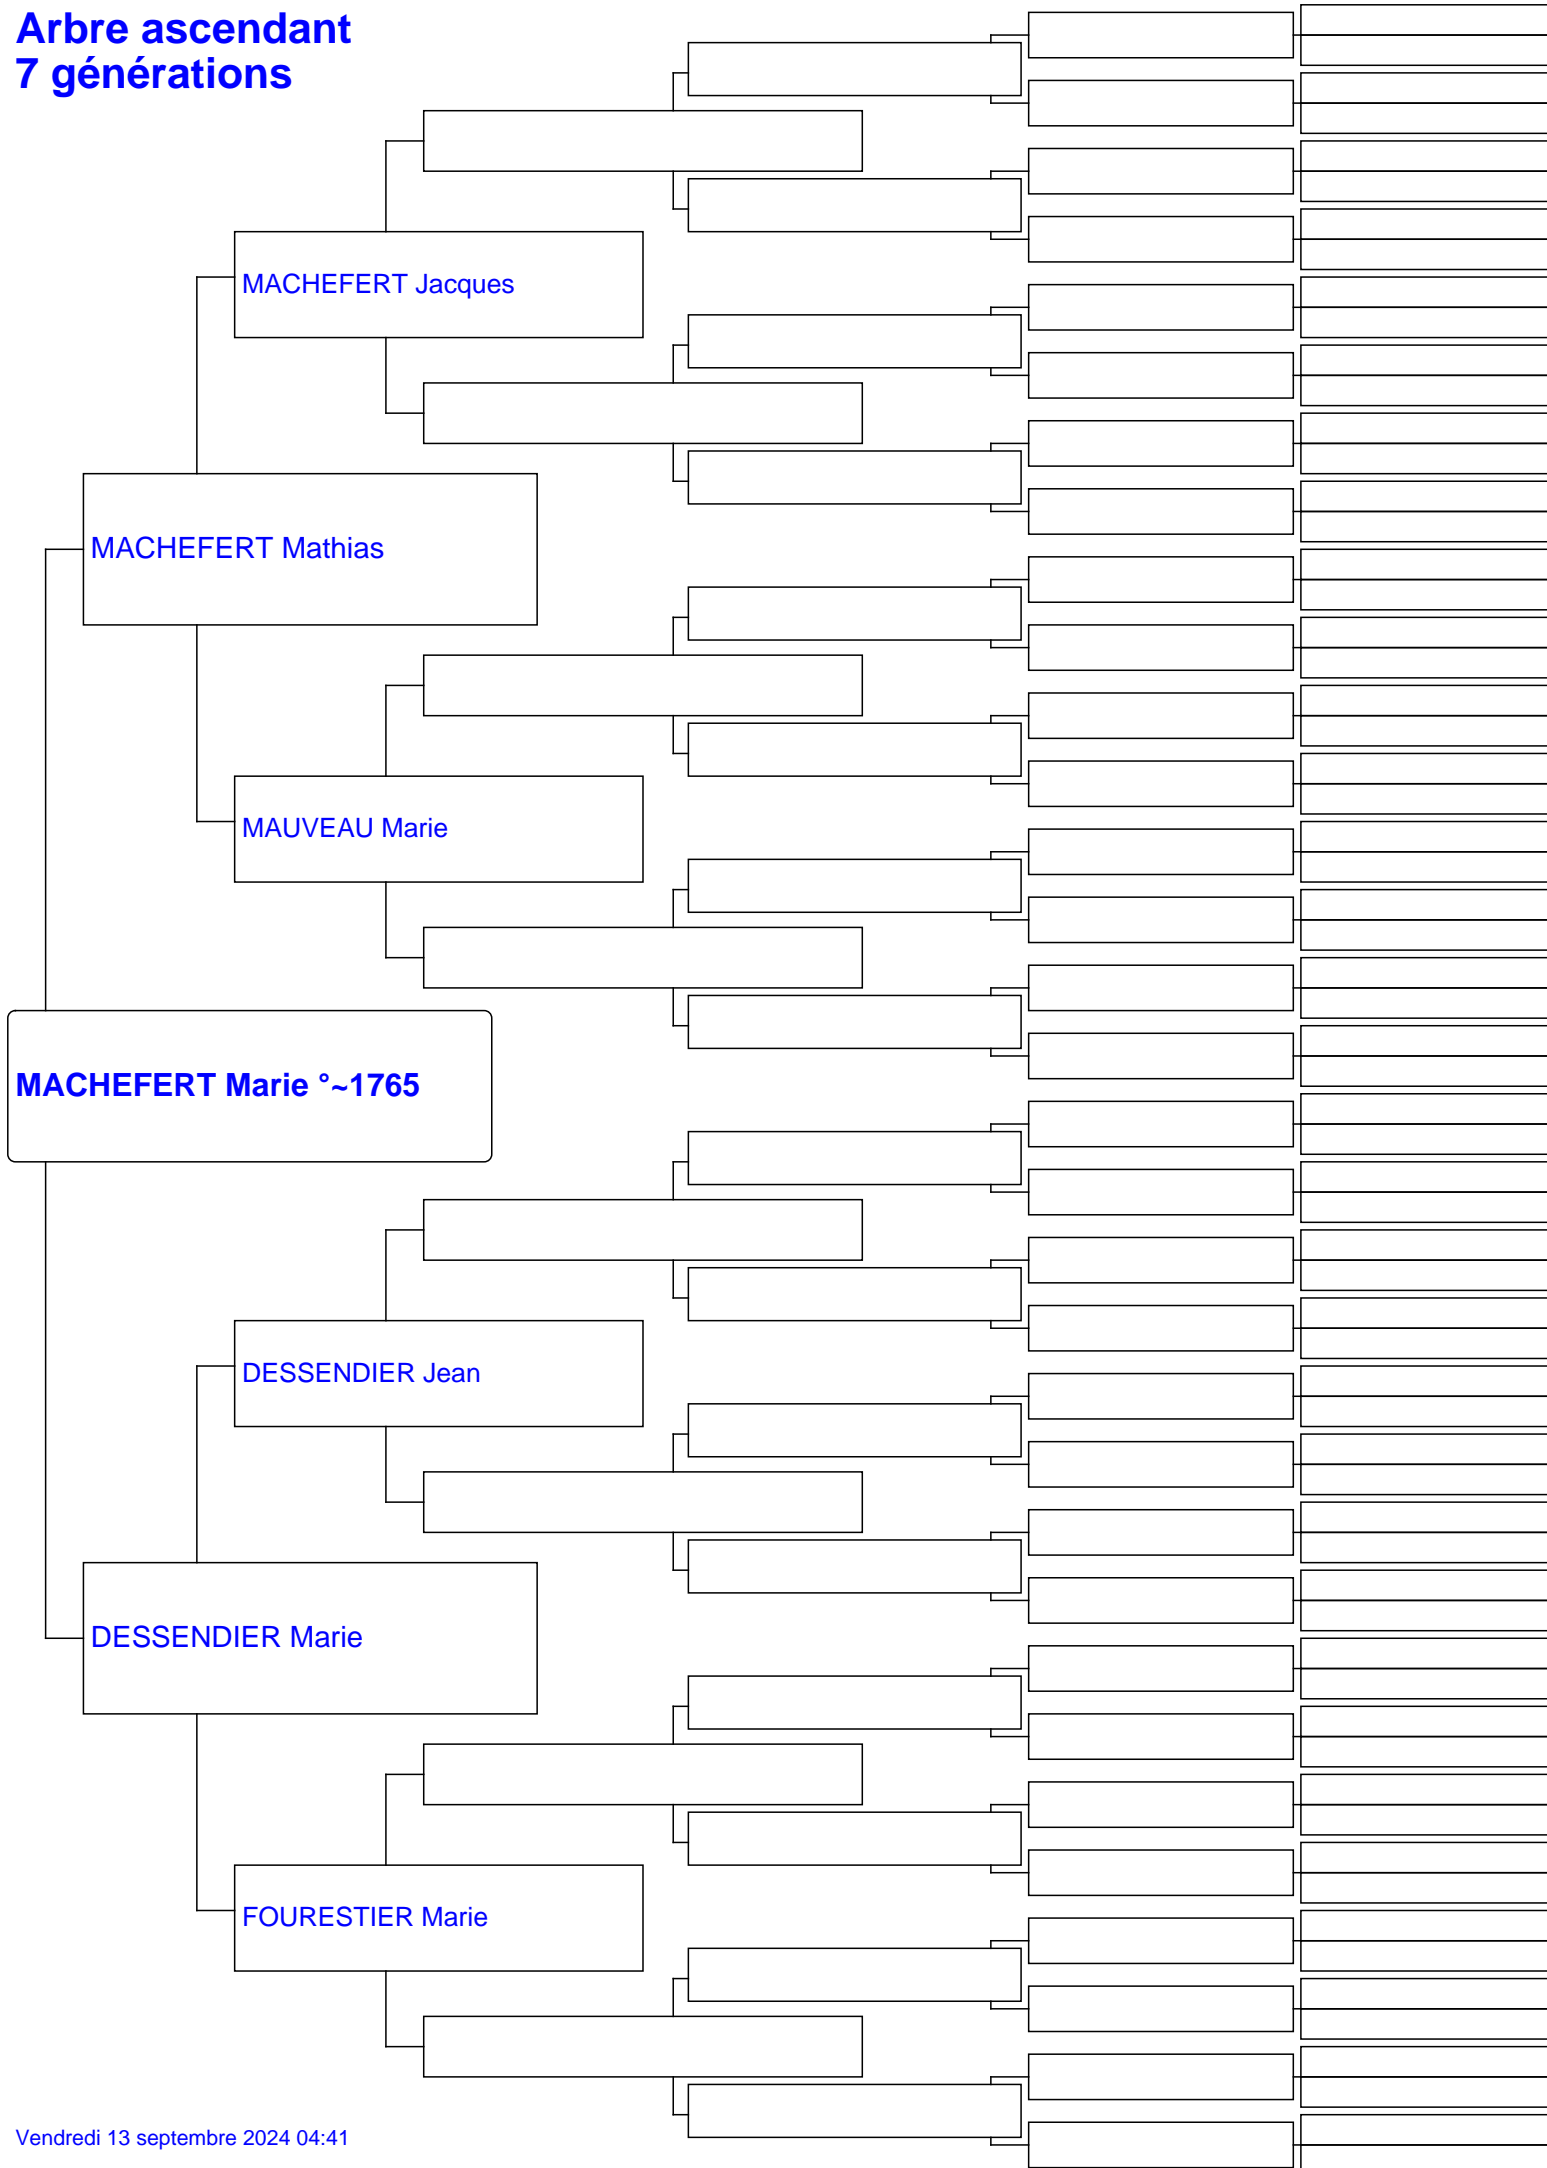 Arbre ascendant
7 générations
MACHEFERT Jacques
MACHEFERT Mathias
MAUVEAU Marie
MACHEFERT Marie °~1765
DESSENDIER Jean
DESSENDIER Marie
FOURESTIER Marie
Vendredi 13 septembre 2024 04:41